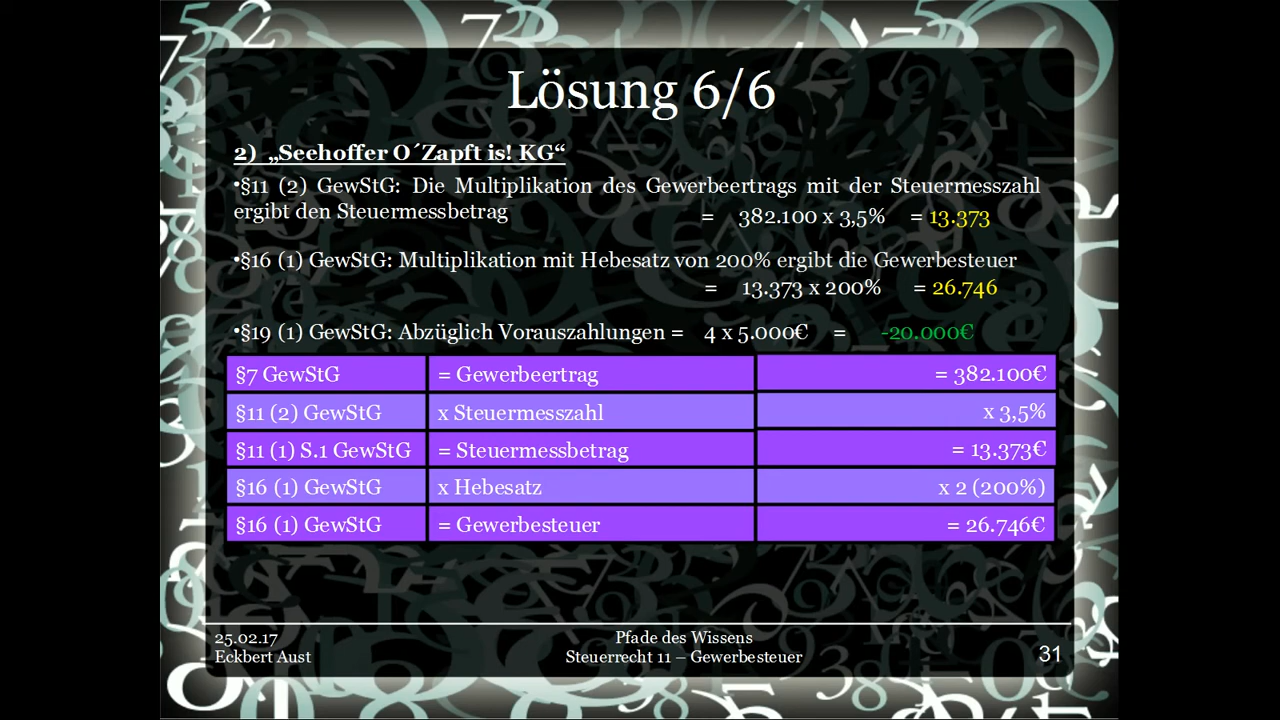 Lösung 6/6
2) „Seehoffer O´Zapft is! KG“
•§11 (2) GewStG: Die Multiplikation des Gewerbeertrags mit der Steuermesszahl
ergibt den Steuermessbetrag = 382.100 x 3,5% = 13.373
•§16 (1) GewStG: Multiplikation mit Hebesatz von 200% ergibt die Gewerbesteuer
= 13.373 x 200% = 26.746
•§19 (1) GewStG: Abzüglich Vorauszahlungen = 4 x 5.000€ = -20.000€
§7 GewStG = Gewerbeertrag = 382.100€
§11 (2) GewStG x Steuermesszahl x 3,5%
§11 (1) S.1 GewStG = Steuermessbetrag = 13.373€
§16 (1) GewStG x Hebesatz x 2 (200%)
§16 (1) GewStG = Gewerbesteuer = 26.746€
25.02.17 Pfade des Wissens
Eckbert Aust Steuerrecht 11 – Gewerbesteuer 31